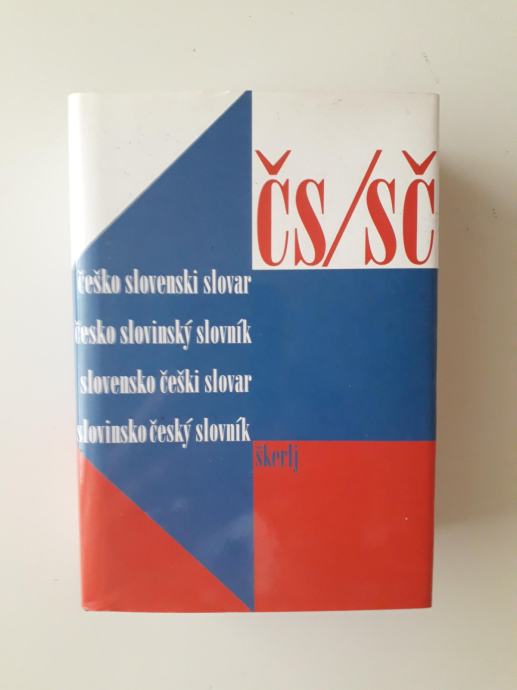 ČS/SČ
češko slovenski slovar
česko slovinský slovník
slovensko češki slovar
slovinsko český slovník
škerlj